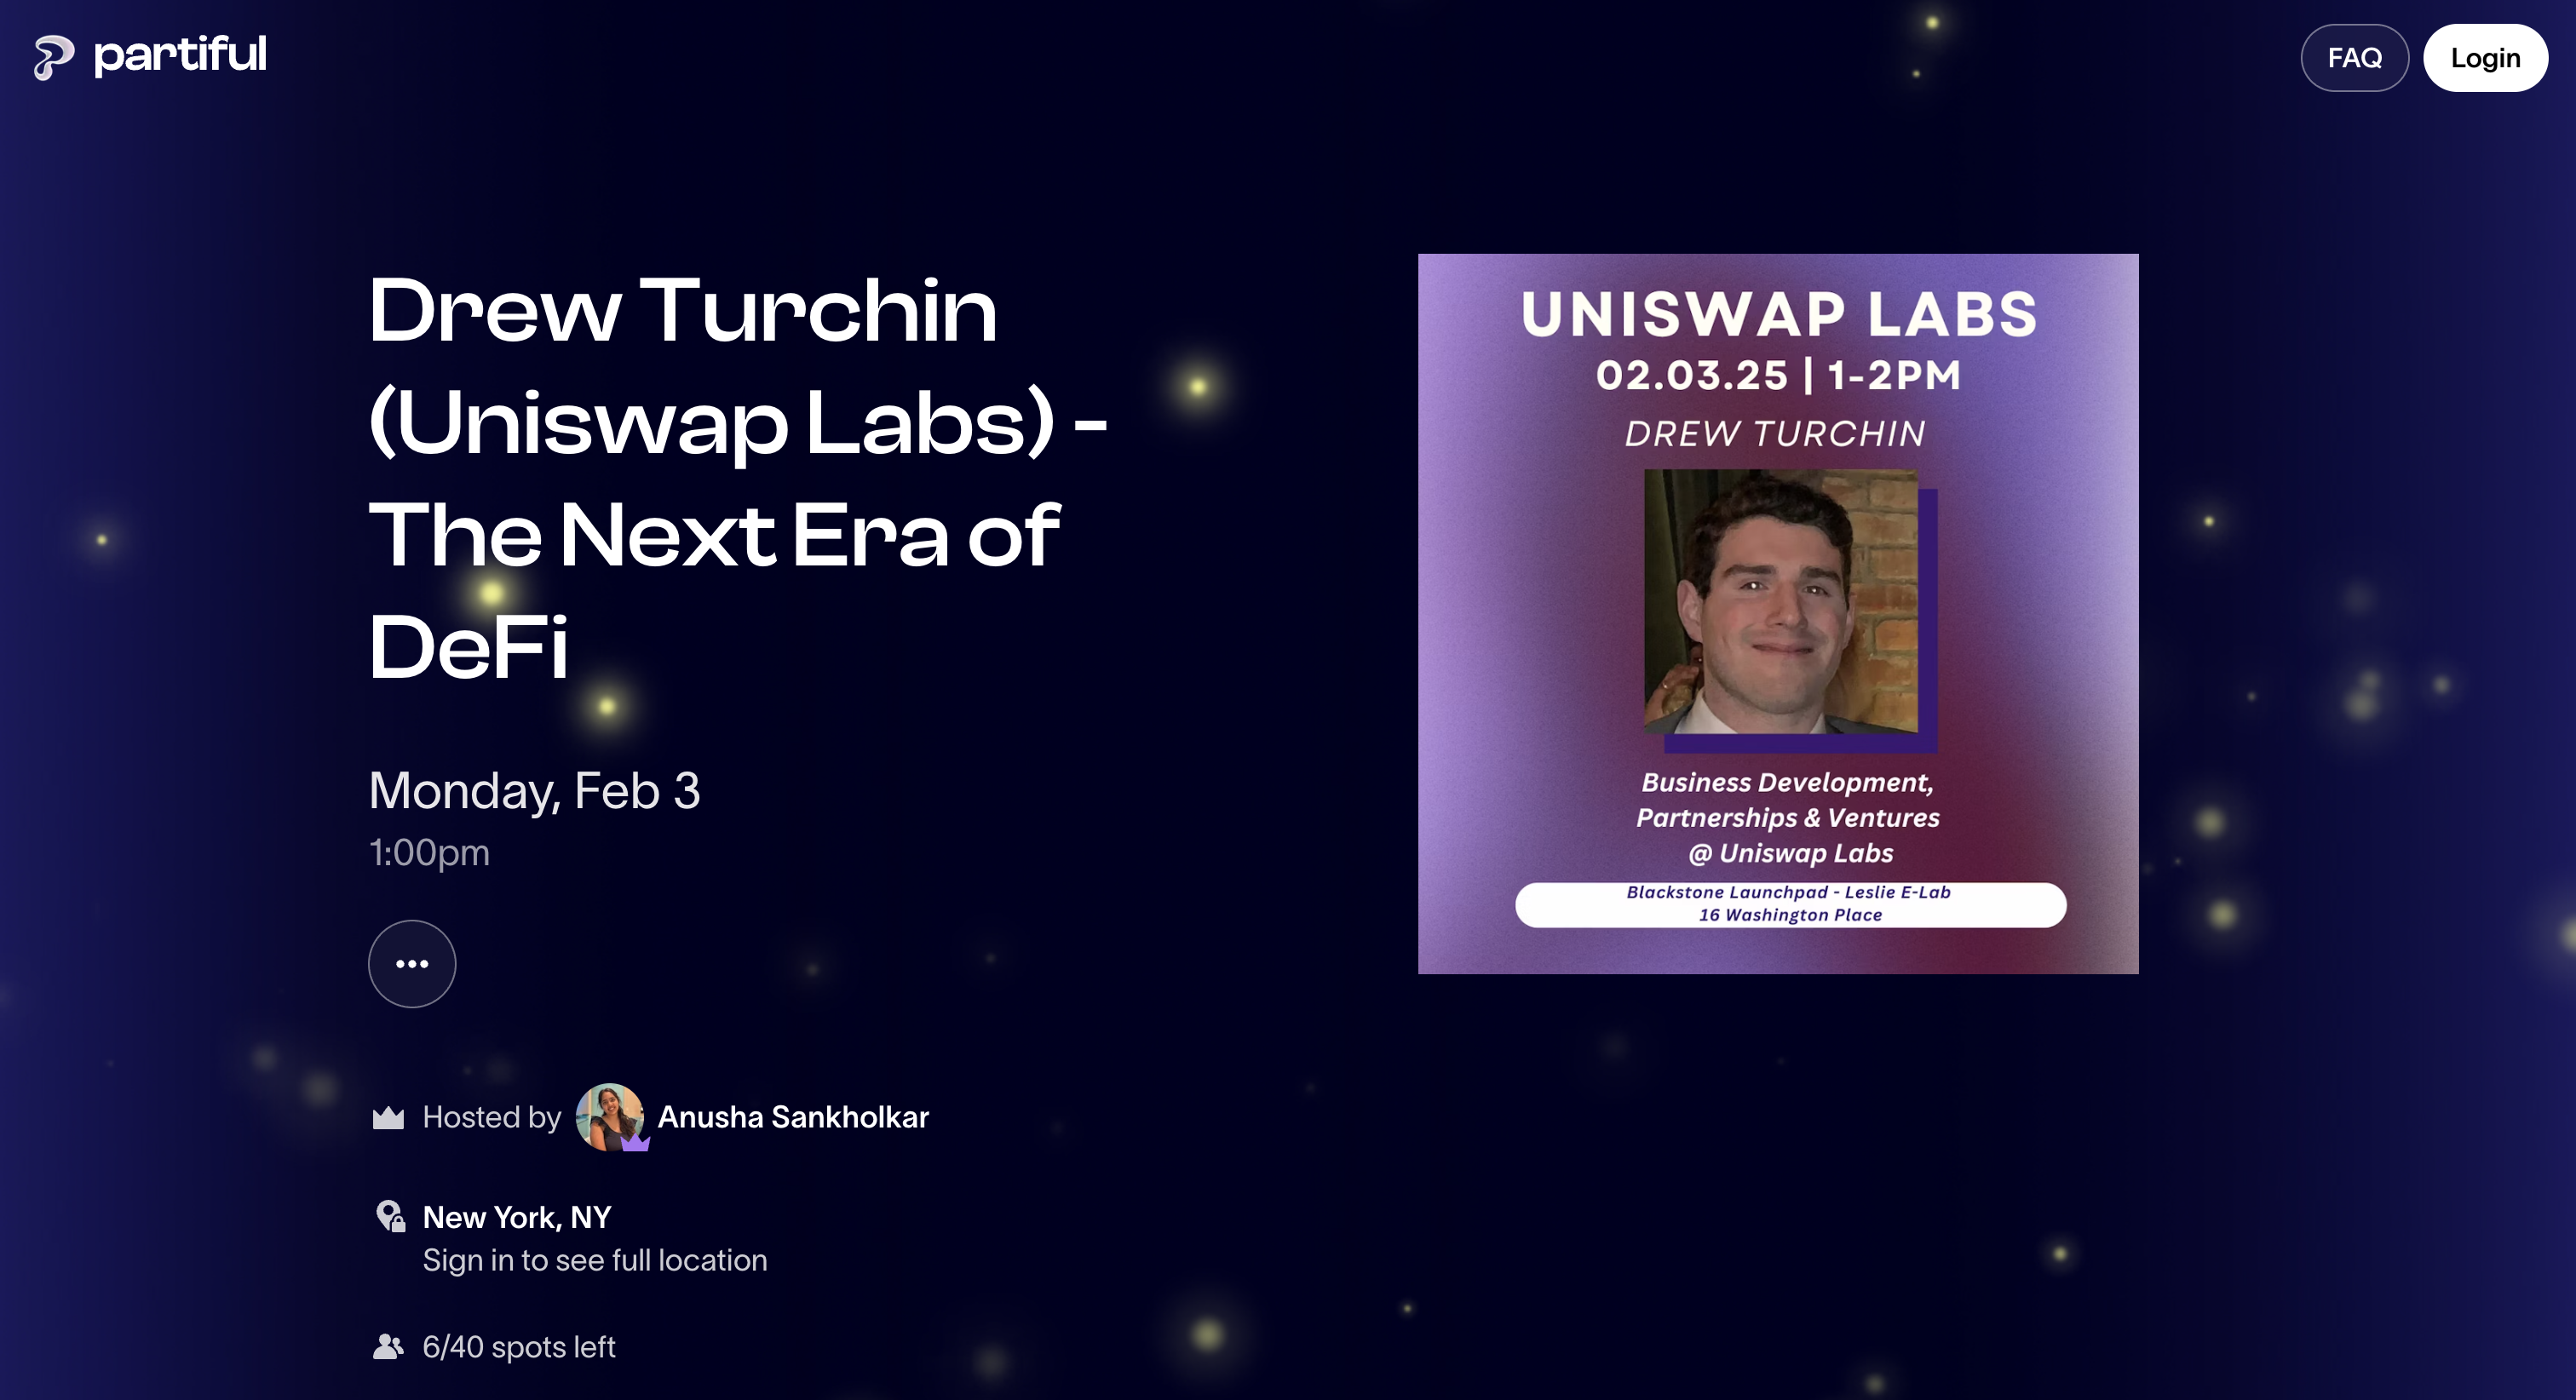 partiful
FAQ
Login
Drew Turchin
(Uniswap Labs) -
The Next Era of
DeFi
Monday, Feb 3
1:00pm
Hosted by Anusha Sankholkar
New York, NY
Sign in to see full location
6/40 spots left
UNISWAP LABS
02.03.25 | 1-2PM
DREW TURCHIN
Business Development,
Partnerships & Ventures
@ Uniswap Labs
Blackstone Launchpad - Leslie E-Lab
16 Washington Place